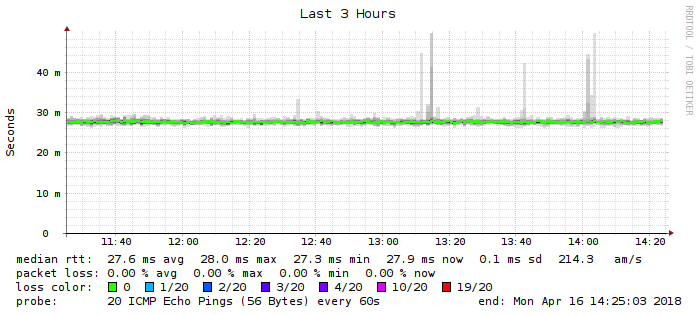 Last 3 Hours
RRDTOOL / TOBI OETIKER
Seconds
40 m
30 m
20 m
10 m
0
11:40 12:00 12:20 12:40 13:00 13:20 13:40 14:00 14:20
median rtt: 27.6 ms avg 28.0 ms max 27.3 ms min 27.9 ms now 0.1 ms sd 214.3 am/s
packet loss: 0.00 % avg 0.00 % max 0.00 % min 0.00 % now
loss color: 0 1/20 2/20 3/20 4/20 10/20 19/20
probe: 20 ICMP Echo Pings (56 Bytes) every 60s end: Mon Apr 16 14:25:03 2018